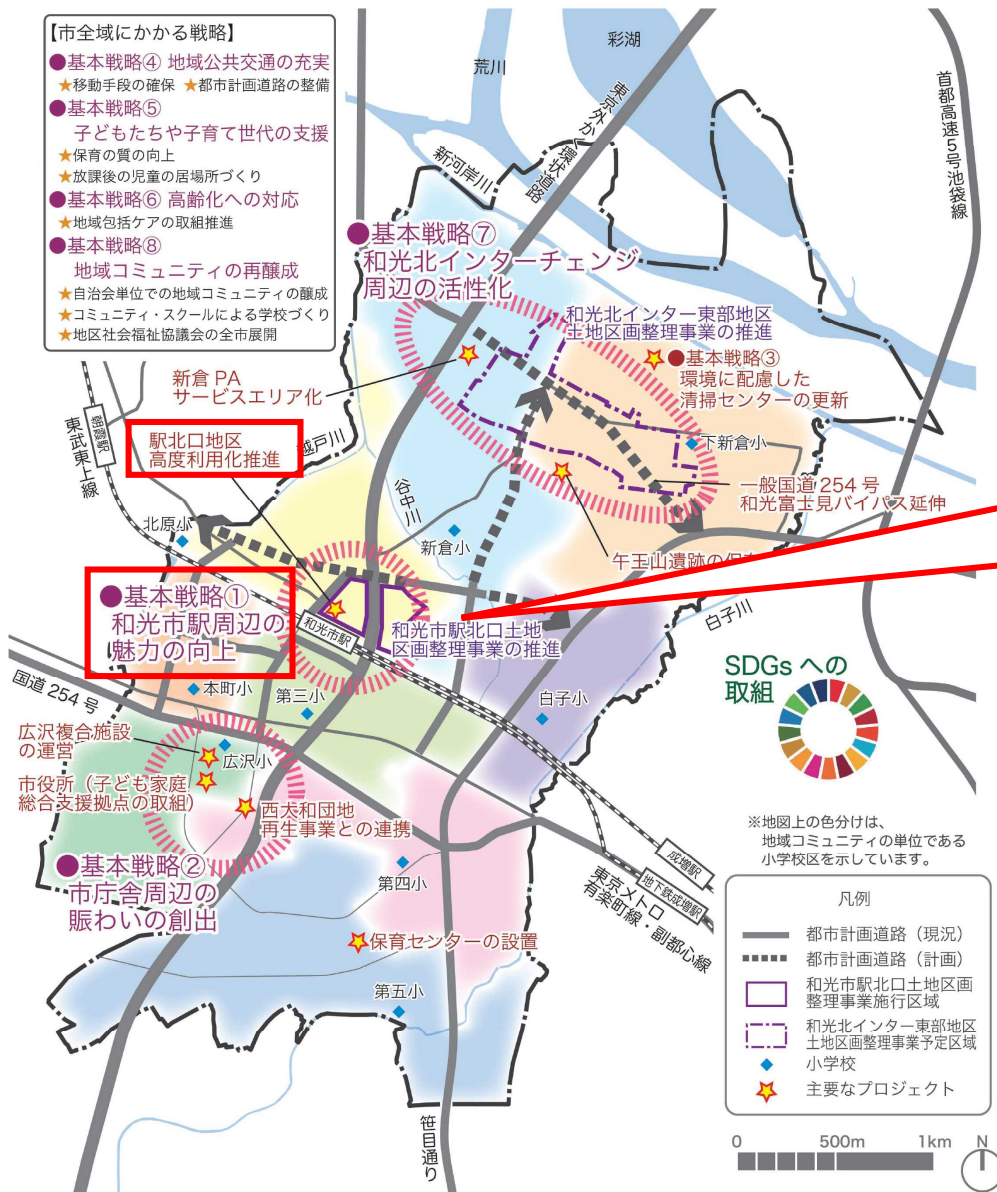 【市全域にかかる戦略】
●基本戦略④ 地域公共交通の充実
★移動手段の確保 ★都市計画道路の整備
●基本戦略⑤
子どもたちや子育て世代の支援
★保育の質の向上
★放課後の児童の居場所づくり
●基本戦略⑥ 高齢化への対応
★地域包括ケアの取組推進
●基本戦略⑧
地域コミュニティの再醸成
★自治会単位での地域コミュニティの醸成
★コミュニティ・スクールによる学校づくり
★地区社会福祉協議会の全市展開
彩湖
荒川
東京外かく環状道路
新河岸川
首都高速5号池袋線
●基本戦略⑦
和光北インターチェンジ
周辺の活性化
和光北インター東部地区
土地区画整理事業の推進
●基本戦略③
環境に配慮した
清掃センターの更新
新倉PA
サービスエリア化
下新倉小
朝霞駅
東武東上線
駅北口地区
高度利用化推進
越戸川
谷中川
一般国道254号
和光富士見バイパス延伸
北原小
新倉小
午王山遺跡の保
●基本戦略①
和光市駅周辺の
魅力の向上
和光市駅
和光市駅北口土地
区画整理事業の推進
白子川
SDGsへの
取組
国道254号
本町小
第三小
白子小
広沢複合施設
の運営
広沢小
市役所（子ども家庭
総合支援拠点の取組）
西大和団地
再生事業との連携
※地図上の色分けは、
地域コミュニティの単位である
小学校区を示しています。
●基本戦略②
市庁舎周辺の
賑わいの創出
第四小
成増駅
地下鉄成増駅
東京メトロ
有楽町線・副都心線
保育センターの設置
第五小
笹目通り
凡例
都市計画道路（現況）
都市計画道路（計画）
和光市駅北口土地区画
整理事業施行区域
和光北インター東部地区
土地区画整理事業予定区域
小学校
主要なプロジェクト
0 500m 1km N